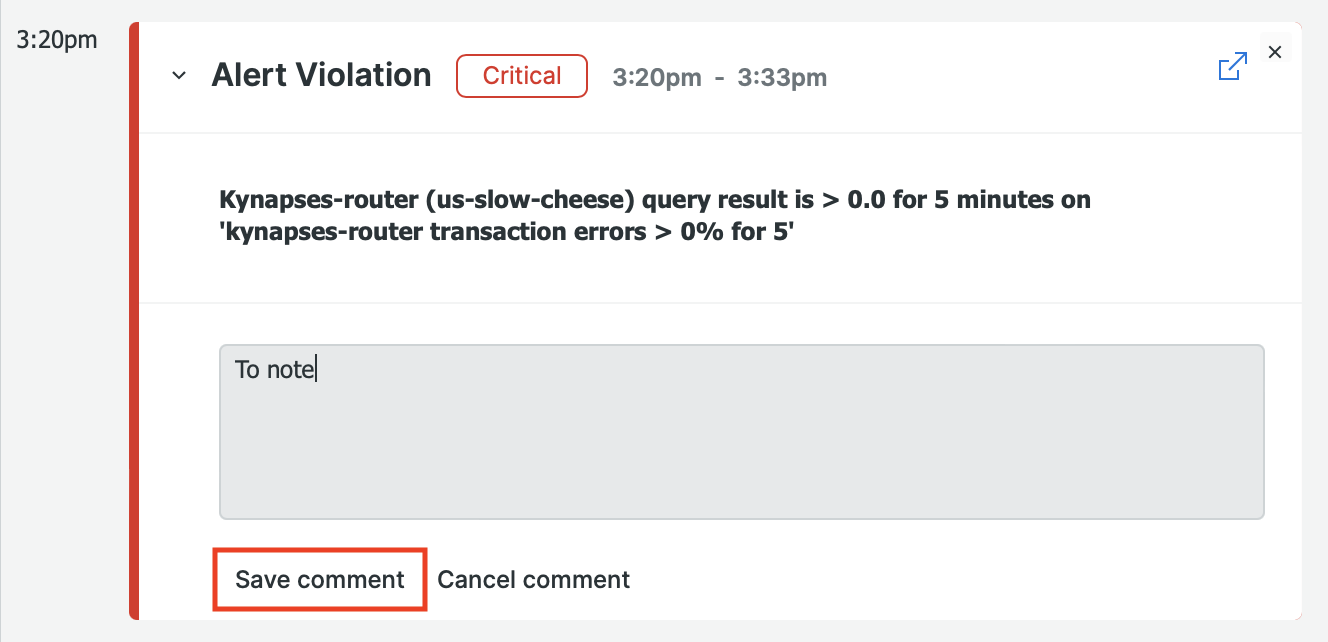 3:20pm
Alert Violation Critical 3:20pm - 3:33pm
Kynapses-router (us-slow-cheese) query result is > 0.0 for 5 minutes on
'kynapses-router transaction errors > 0% for 5'
To note
Save comment Cancel comment